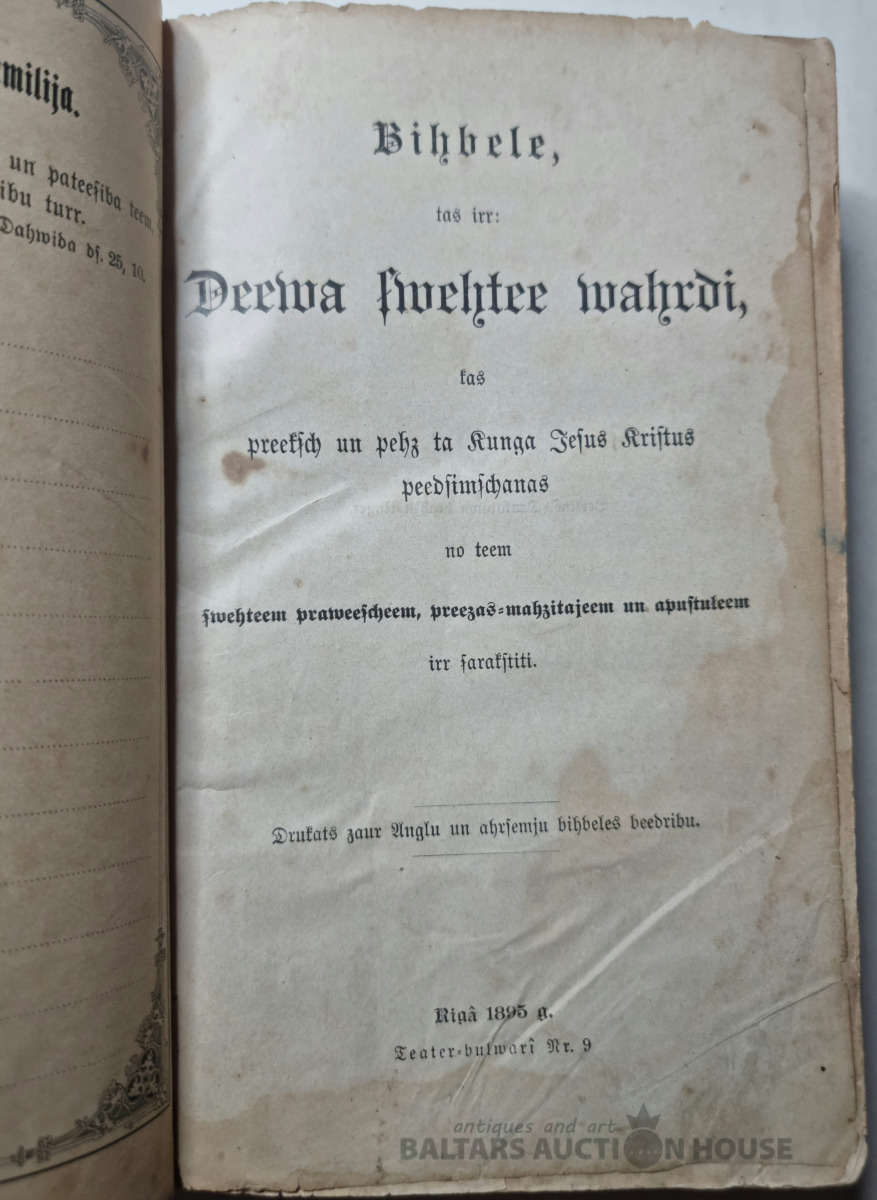 milija.
un pateeſiba teem,
ibu turr.
Dahwida dſ. 25, 10.
Bihbele,
tas irr:
Deewa ſwehtee wahrdi,
kas
preekſch un pehz ta Kunga Jeſus Kriſtus
peedſimſchanas
no teem
ſwehteem praweeſcheem, preezas-mahzitajeem un apuſtuleem
irr ſarakſtiti.
Drukats zaur Anglu un ahrſemju bihbeles beedribu.
Rigâ 1895 g.
Teater-bulwarî Nr. 9
antiques and art
BALTARS AUCTION HOUSE